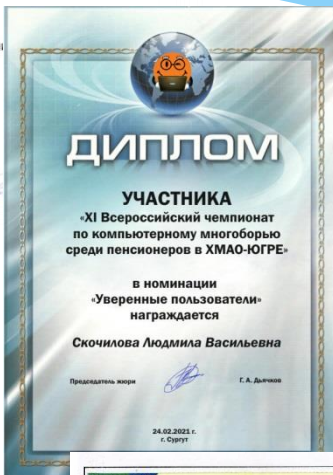 ДИПЛОМ
УЧАСТНИКА
«XI Всероссийский чемпионат
по компьютерному многоборью
среди пенсионеров в ХМАО-ЮГРЕ»
в номинации
«Уверенные пользователи»
награждается
Скочилова Людмила Васильевна
Председатель жюри Г. А. Дьячков
24.02.2021 г.
г. Сургут